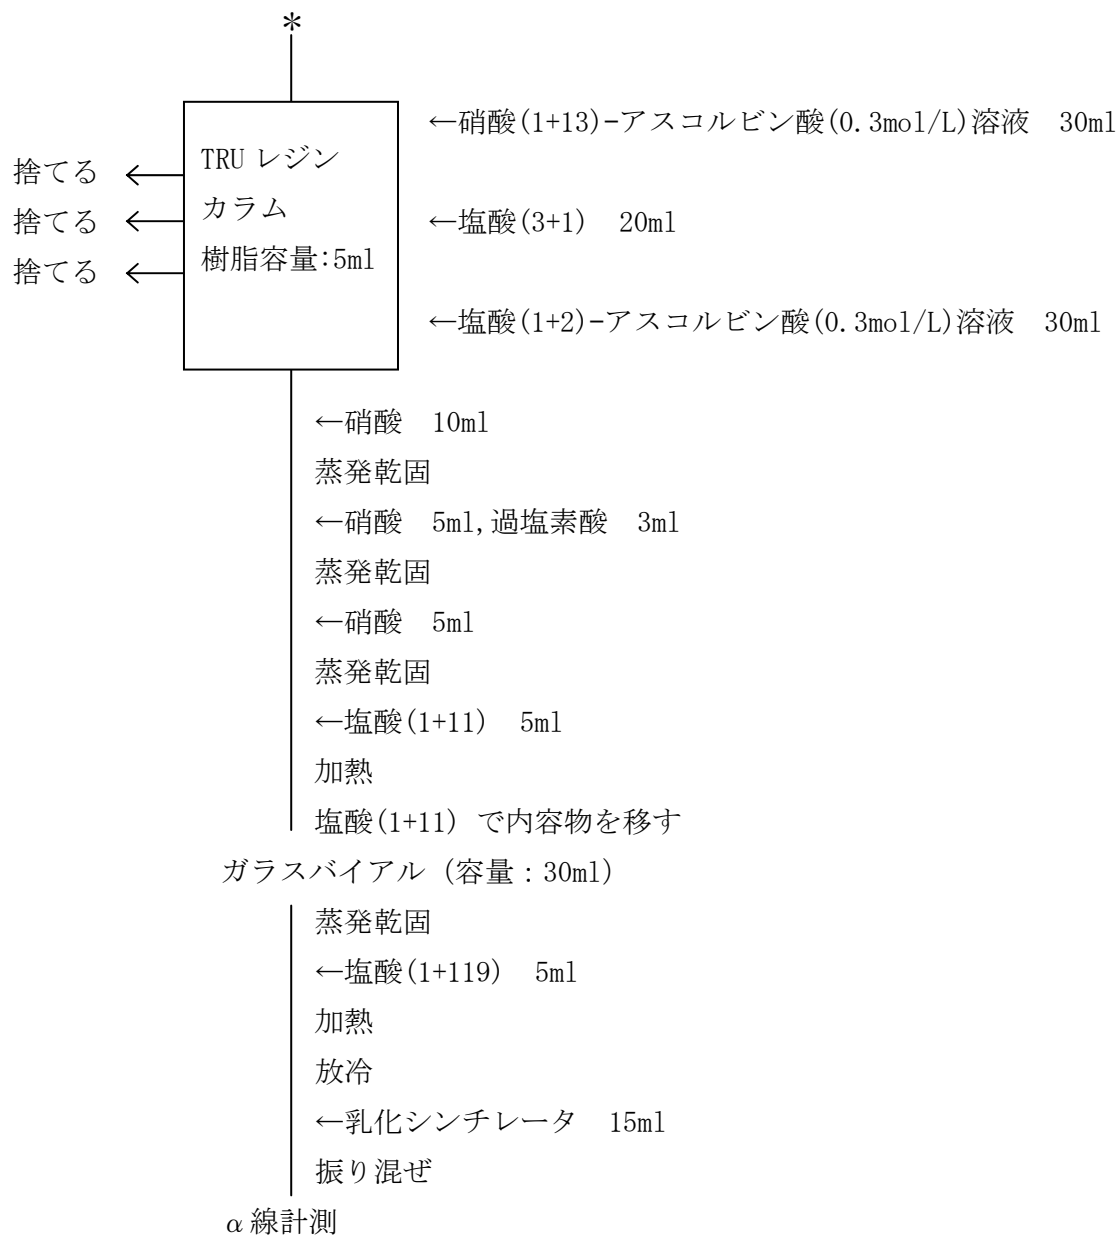 *
←硝酸(1+13)-アスコルビン酸(0.3mol/L)溶液　30ml
TRU レジン
捨てる ←
カラム
捨てる ←
←塩酸(3+1)　20ml
樹脂容量:5ml
捨てる ←
←塩酸(1+2)-アスコルビン酸(0.3mol/L)溶液　30ml
←硝酸　10ml
蒸発乾固
←硝酸　5ml,過塩素酸　3ml
蒸発乾固
←硝酸　5ml
蒸発乾固
←塩酸(1+11)　5ml
加熱
塩酸(1+11) で内容物を移す
ガラスバイアル (容量：30ml)
蒸発乾固
←塩酸(1+119)　5ml
加熱
放冷
←乳化シンチレータ　15ml
振り混ぜ
α線計測